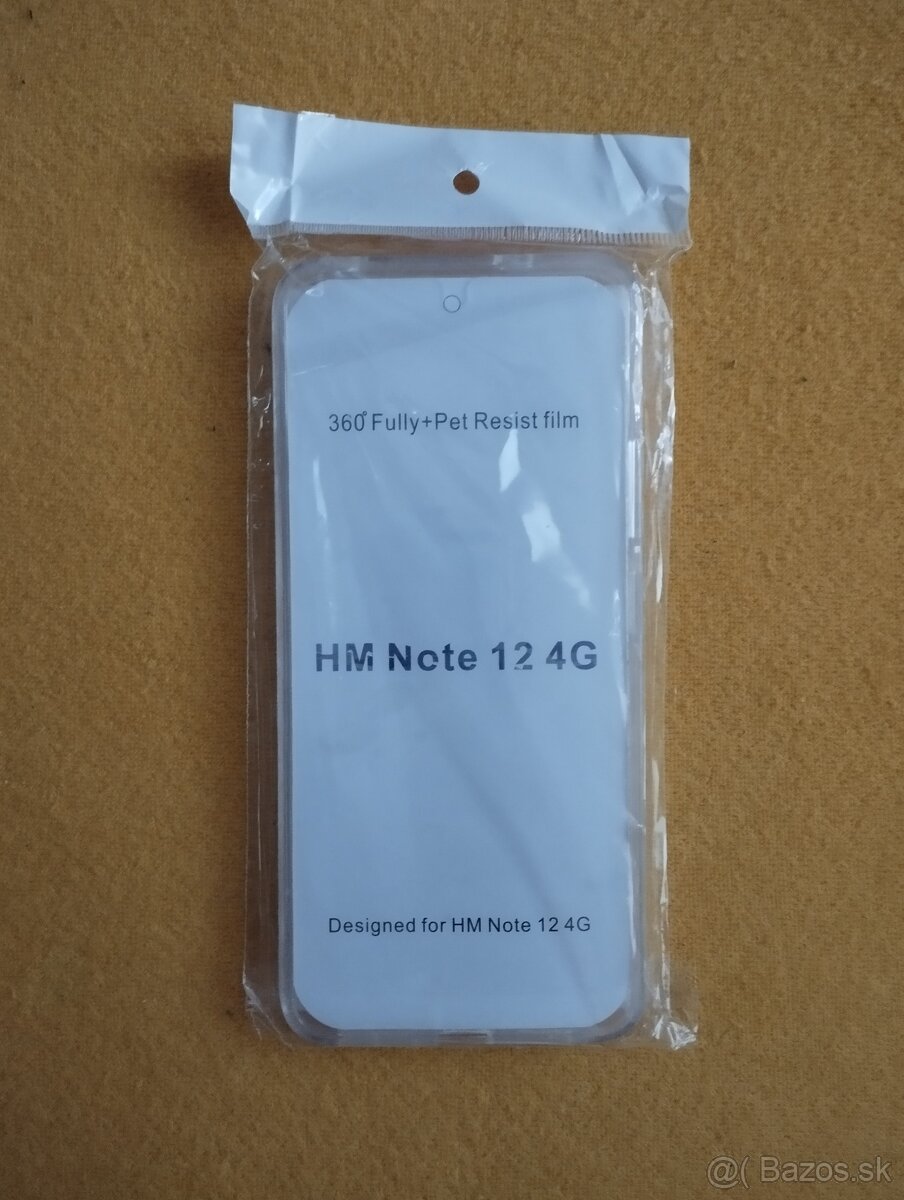 360° Fully+Pet Resist film
HM Note 12 4G
Designed for HM Note 12 4G
@( Bazos.sk